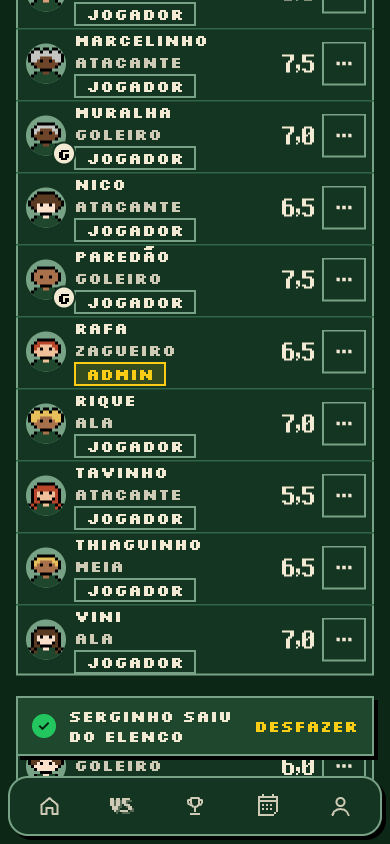 JOGADOR
MARCELINHO
ATACANTE
7,5
...
JOGADOR
MURALHA
GOLEIRO
7,0
...
G
JOGADOR
NICO
ATACANTE
6,5
...
JOGADOR
PAREDÃO
GOLEIRO
7,5
...
G
JOGADOR
RAFA
ZAGUEIRO
6,5
...
ADMIN
RIQUE
ALA
7,0
...
JOGADOR
TAVINHO
ATACANTE
5,5
...
JOGADOR
THIAGUINHO
MEIA
6,5
...
JOGADOR
VINI
ALA
7,0
...
JOGADOR
SERGINHO SAIU
DO ELENCO
DESFAZER
GOLEIRO
6,0
VS